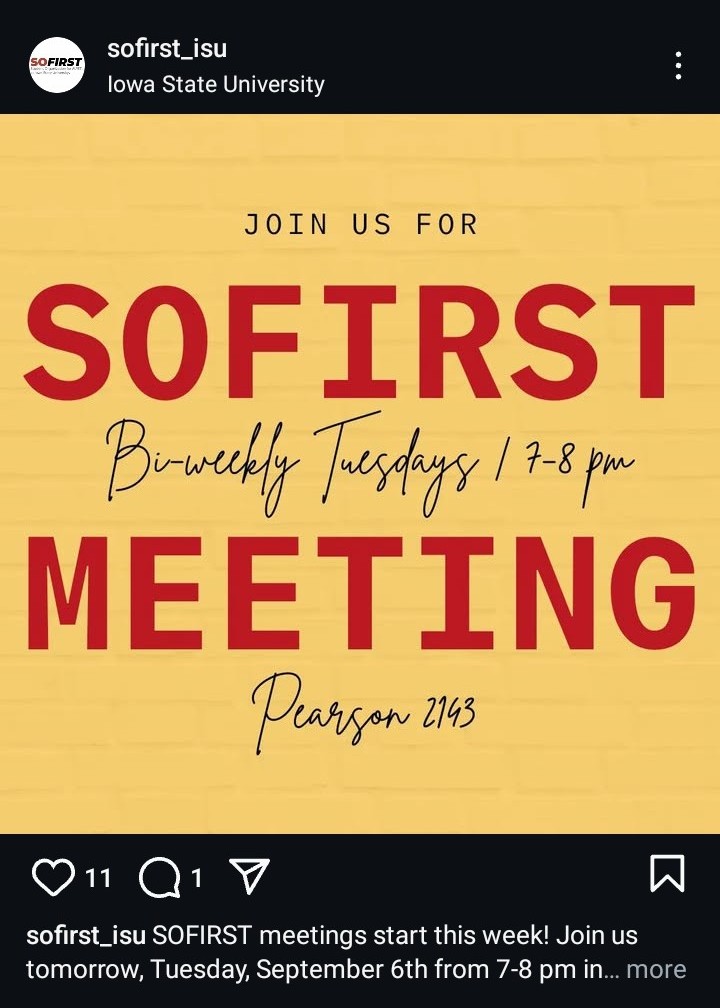 SOFIRST
sofirst_isu
Iowa State University
JOIN US FOR
SOFIRST
Bi-weekly Tuesdays / 7-8 pm
MEETING
Pearson 2143
11
1
sofirst_isu SOFIRST meetings start this week! Join us
tomorrow, Tuesday, September 6th from 7-8 pm in... more